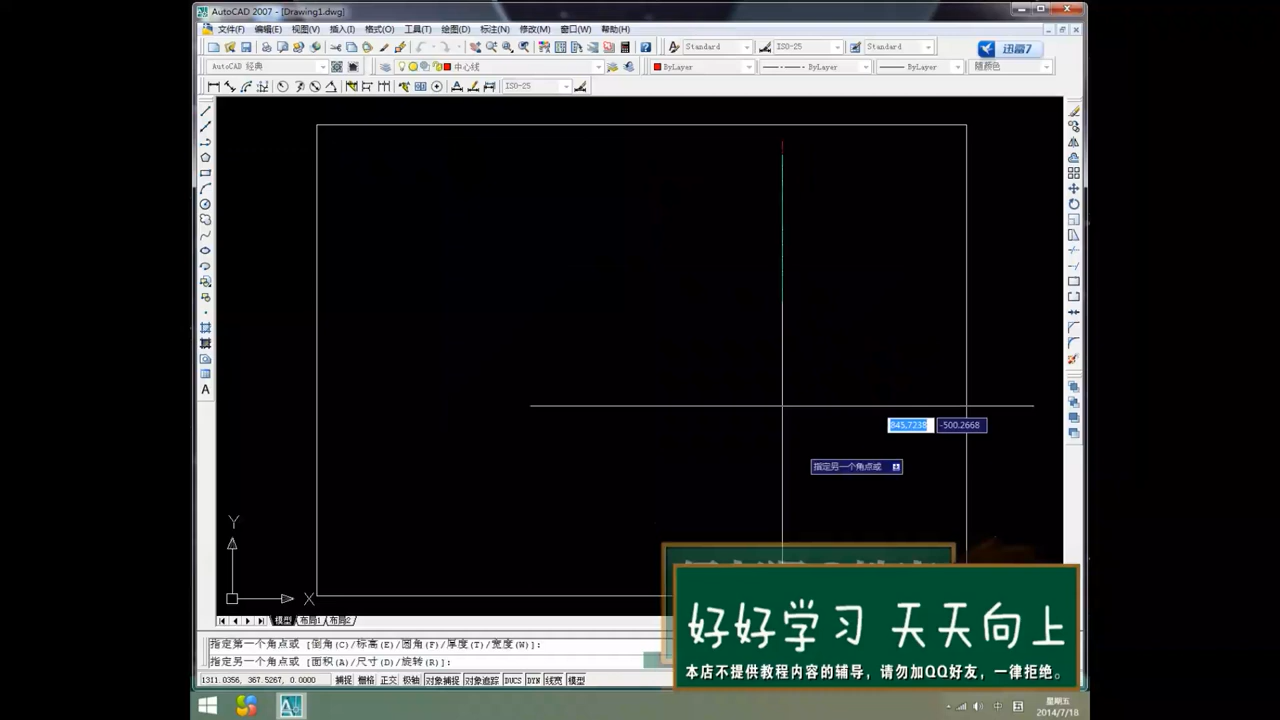 AutoCAD 2007 - [Drawing1.dwg]
文件(F) 编辑(E) 视图(V) 插入(I) 格式(O) 工具(T) 绘图(D) 标注(N) 修改(M) 窗口(W) 帮助(H)
Standard ISO-25 Standard 迅雷7
AutoCAD 经典 中心线 ByLayer ByLayer ByLayer 随颜色
ISO-25
A
845.7238 -500.2668
指定另一个角点或
Y
X
模型 布局1 布局2
指定第一个角点或 [倒角(C)/标高(E)/圆角(F)/厚度(T)/宽度(W)]:
指定另一个角点或 [面积(A)/尺寸(D)/旋转(R)]:
1311.0356, 367.5267, 0.0000 捕捉 栅格 正交 极轴 对象捕捉 对象追踪 DUCS DYN 线宽 模型
好好学习 天天向上
本店不提供教程内容的辅导，请勿加QQ好友，一律拒绝。
中 五 星期五
2014/7/18